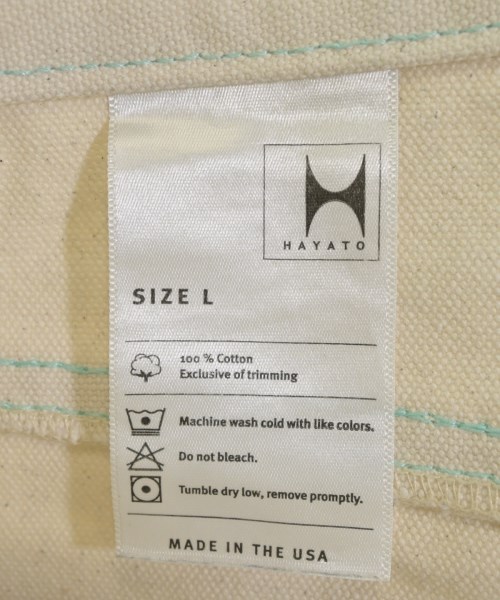 HAYATO
SIZE L
100 % Cotton
Exclusive of trimming
Machine wash cold with like colors.
Do not bleach.
Tumble dry low, remove promptly.
MADE IN THE USA